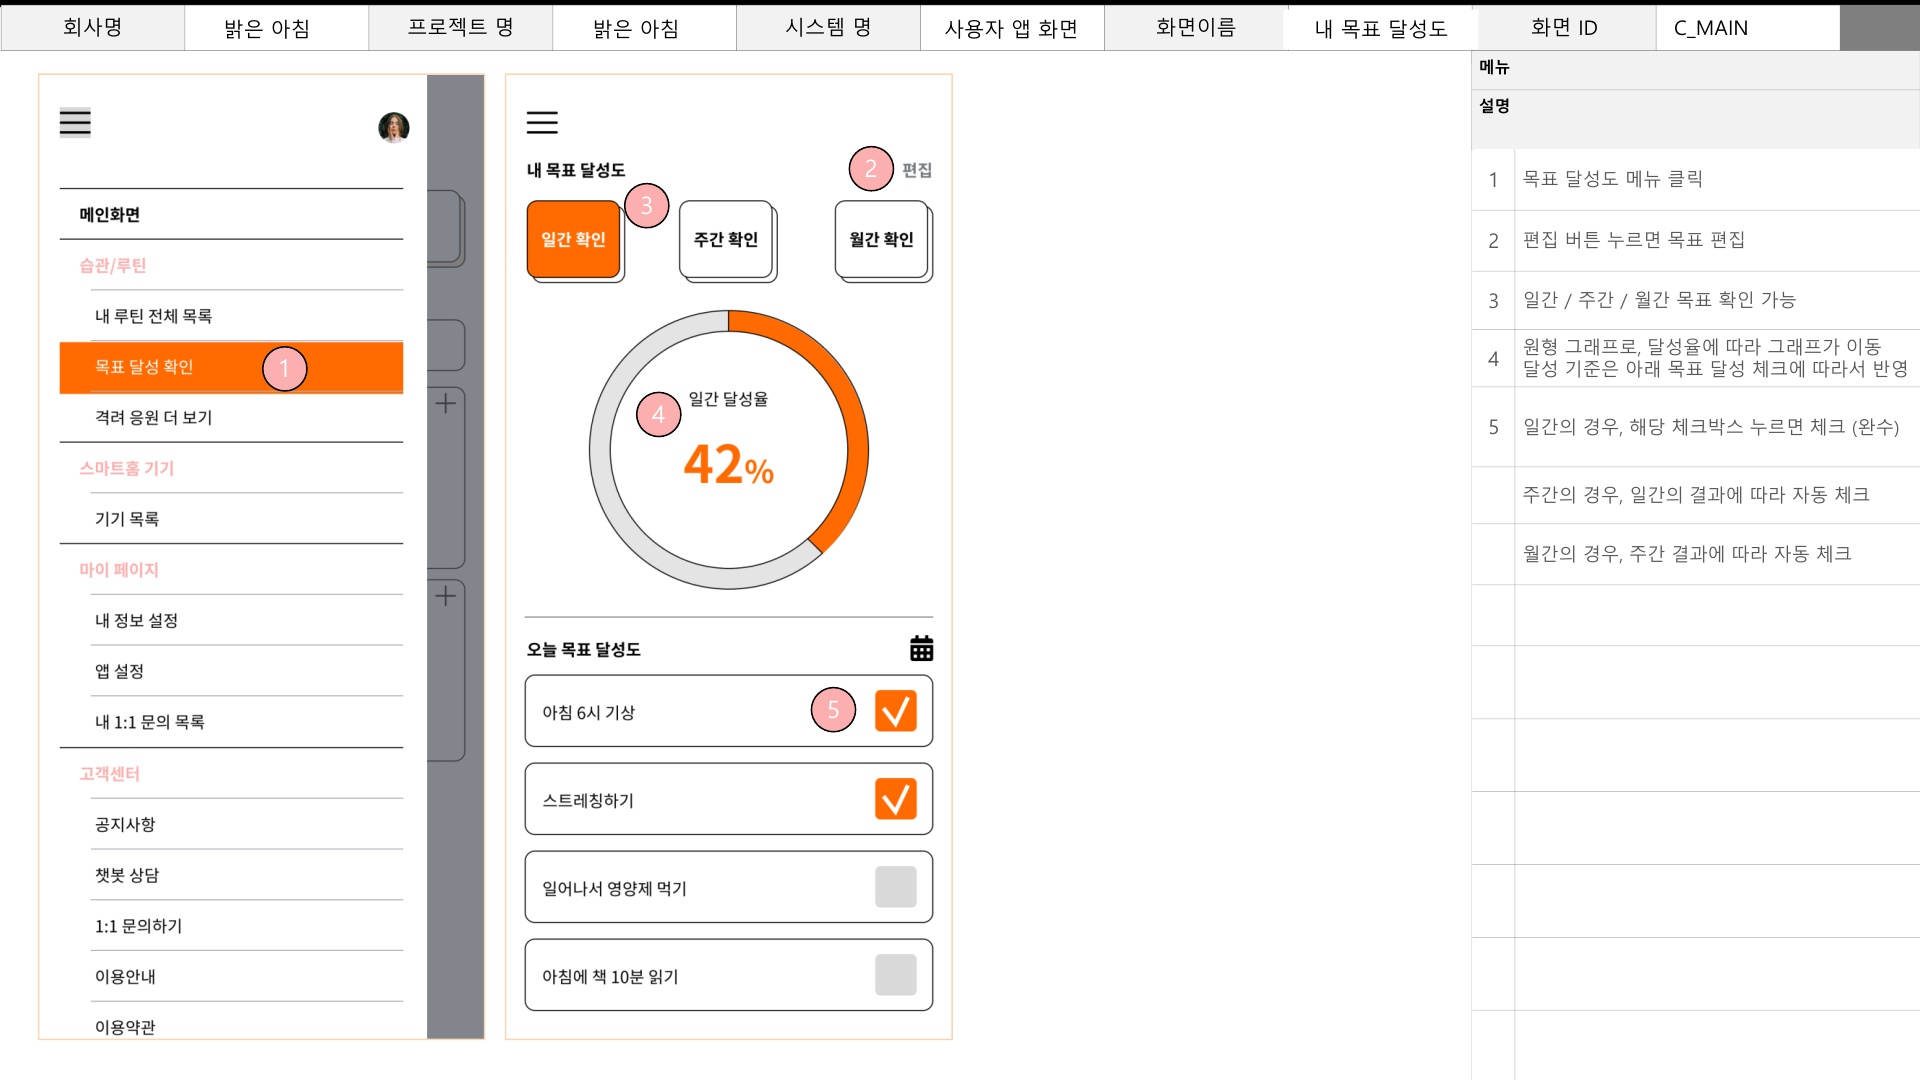 회사명
밝은 아침
프로젝트 명
밝은 아침
시스템 명
사용자 앱 화면
화면이름
내 목표 달성도
화면 ID
C_MAIN
메인화면
습관/루틴
내 루틴 전체 목록
목표 달성 확인
1
격려 응원 더 보기
스마트홈 기기
기기 목록
마이 페이지
내 정보 설정
앱 설정
내 1:1 문의 목록
고객센터
공지사항
챗봇 상담
1:1 문의하기
이용안내
이용약관
내 목표 달성도
2
편집
3
일간 확인
주간 확인
월간 확인
일간 달성율
4
42%
오늘 목표 달성도
아침 6시 기상
5
스트레칭하기
일어나서 영양제 먹기
아침에 책 10분 읽기
메뉴
설명
1 목표 달성도 메뉴 클릭
2 편집 버튼 누르면 목표 편집
3 일간 / 주간 / 월간 목표 확인 가능
4 원형 그래프로, 달성율에 따라 그래프가 이동
달성 기준은 아래 목표 달성 체크에 따라서 반영
5 일간의 경우, 해당 체크박스 누르면 체크 (완수)
주간의 경우, 일간의 결과에 따라 자동 체크
월간의 경우, 주간 결과에 따라 자동 체크